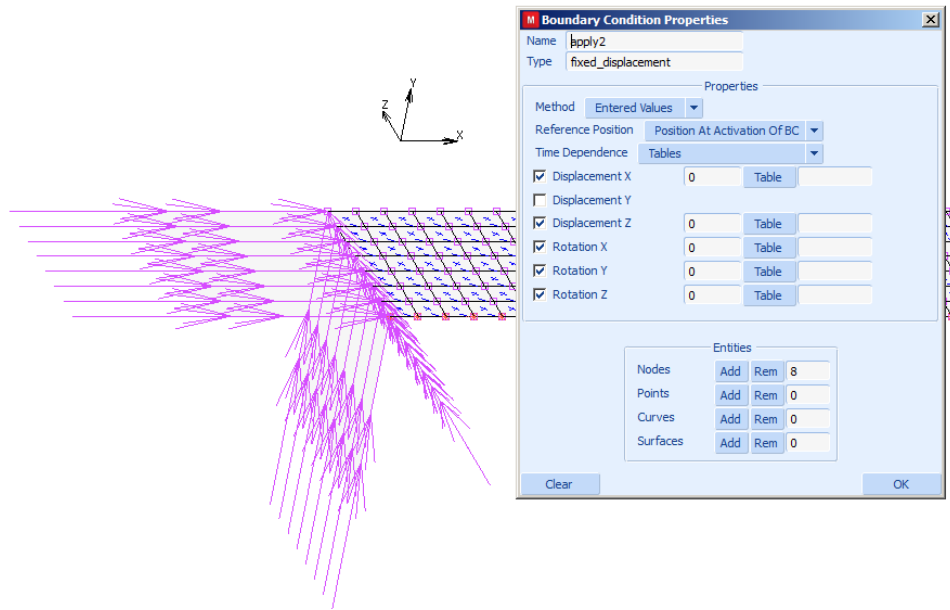 M Boundary Condition Properties X
Name apply2
Type fixed_displacement
Properties
Method Entered Values
Reference Position Position At Activation Of BC
Time Dependence Tables
Displacement X 0 Table
Displacement Y
Displacement Z 0 Table
Rotation X 0 Table
Rotation Y 0 Table
Rotation Z 0 Table
Entities
Nodes Add Rem 8
Points Add Rem 0
Curves Add Rem 0
Surfaces Add Rem 0
Clear OK
Y
Z
X